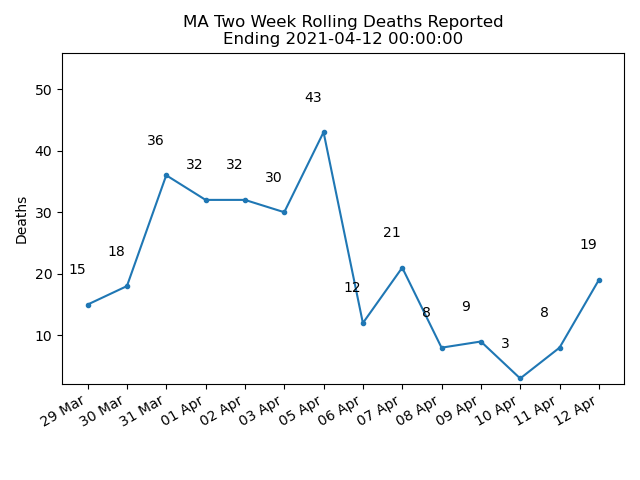 MA Two Week Rolling Deaths Reported
Ending 2021-04-12 00:00:00
Deaths
50
40
30
20
10
15
18
36
32
32
30
43
12
21
8
9
3
8
19
29 Mar
30 Mar
31 Mar
01 Apr
02 Apr
03 Apr
05 Apr
06 Apr
07 Apr
08 Apr
09 Apr
10 Apr
11 Apr
12 Apr